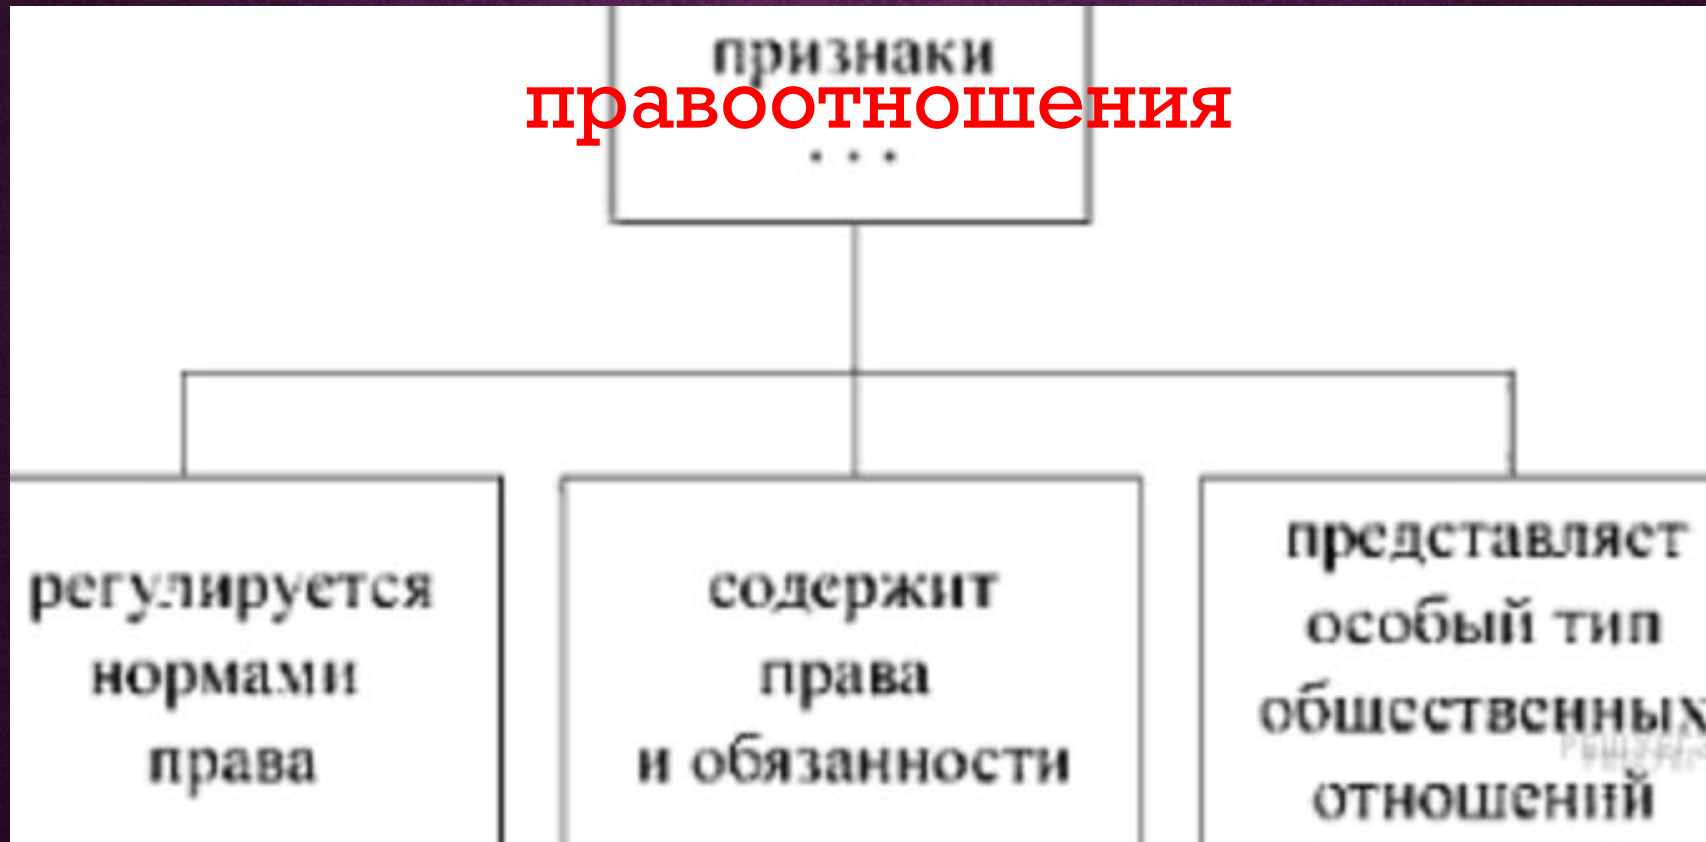 признаки
правоотношения
...
регулируется
нормами
права
содержит
права
и обязанности
представляет
особый тип
общественных
отношений